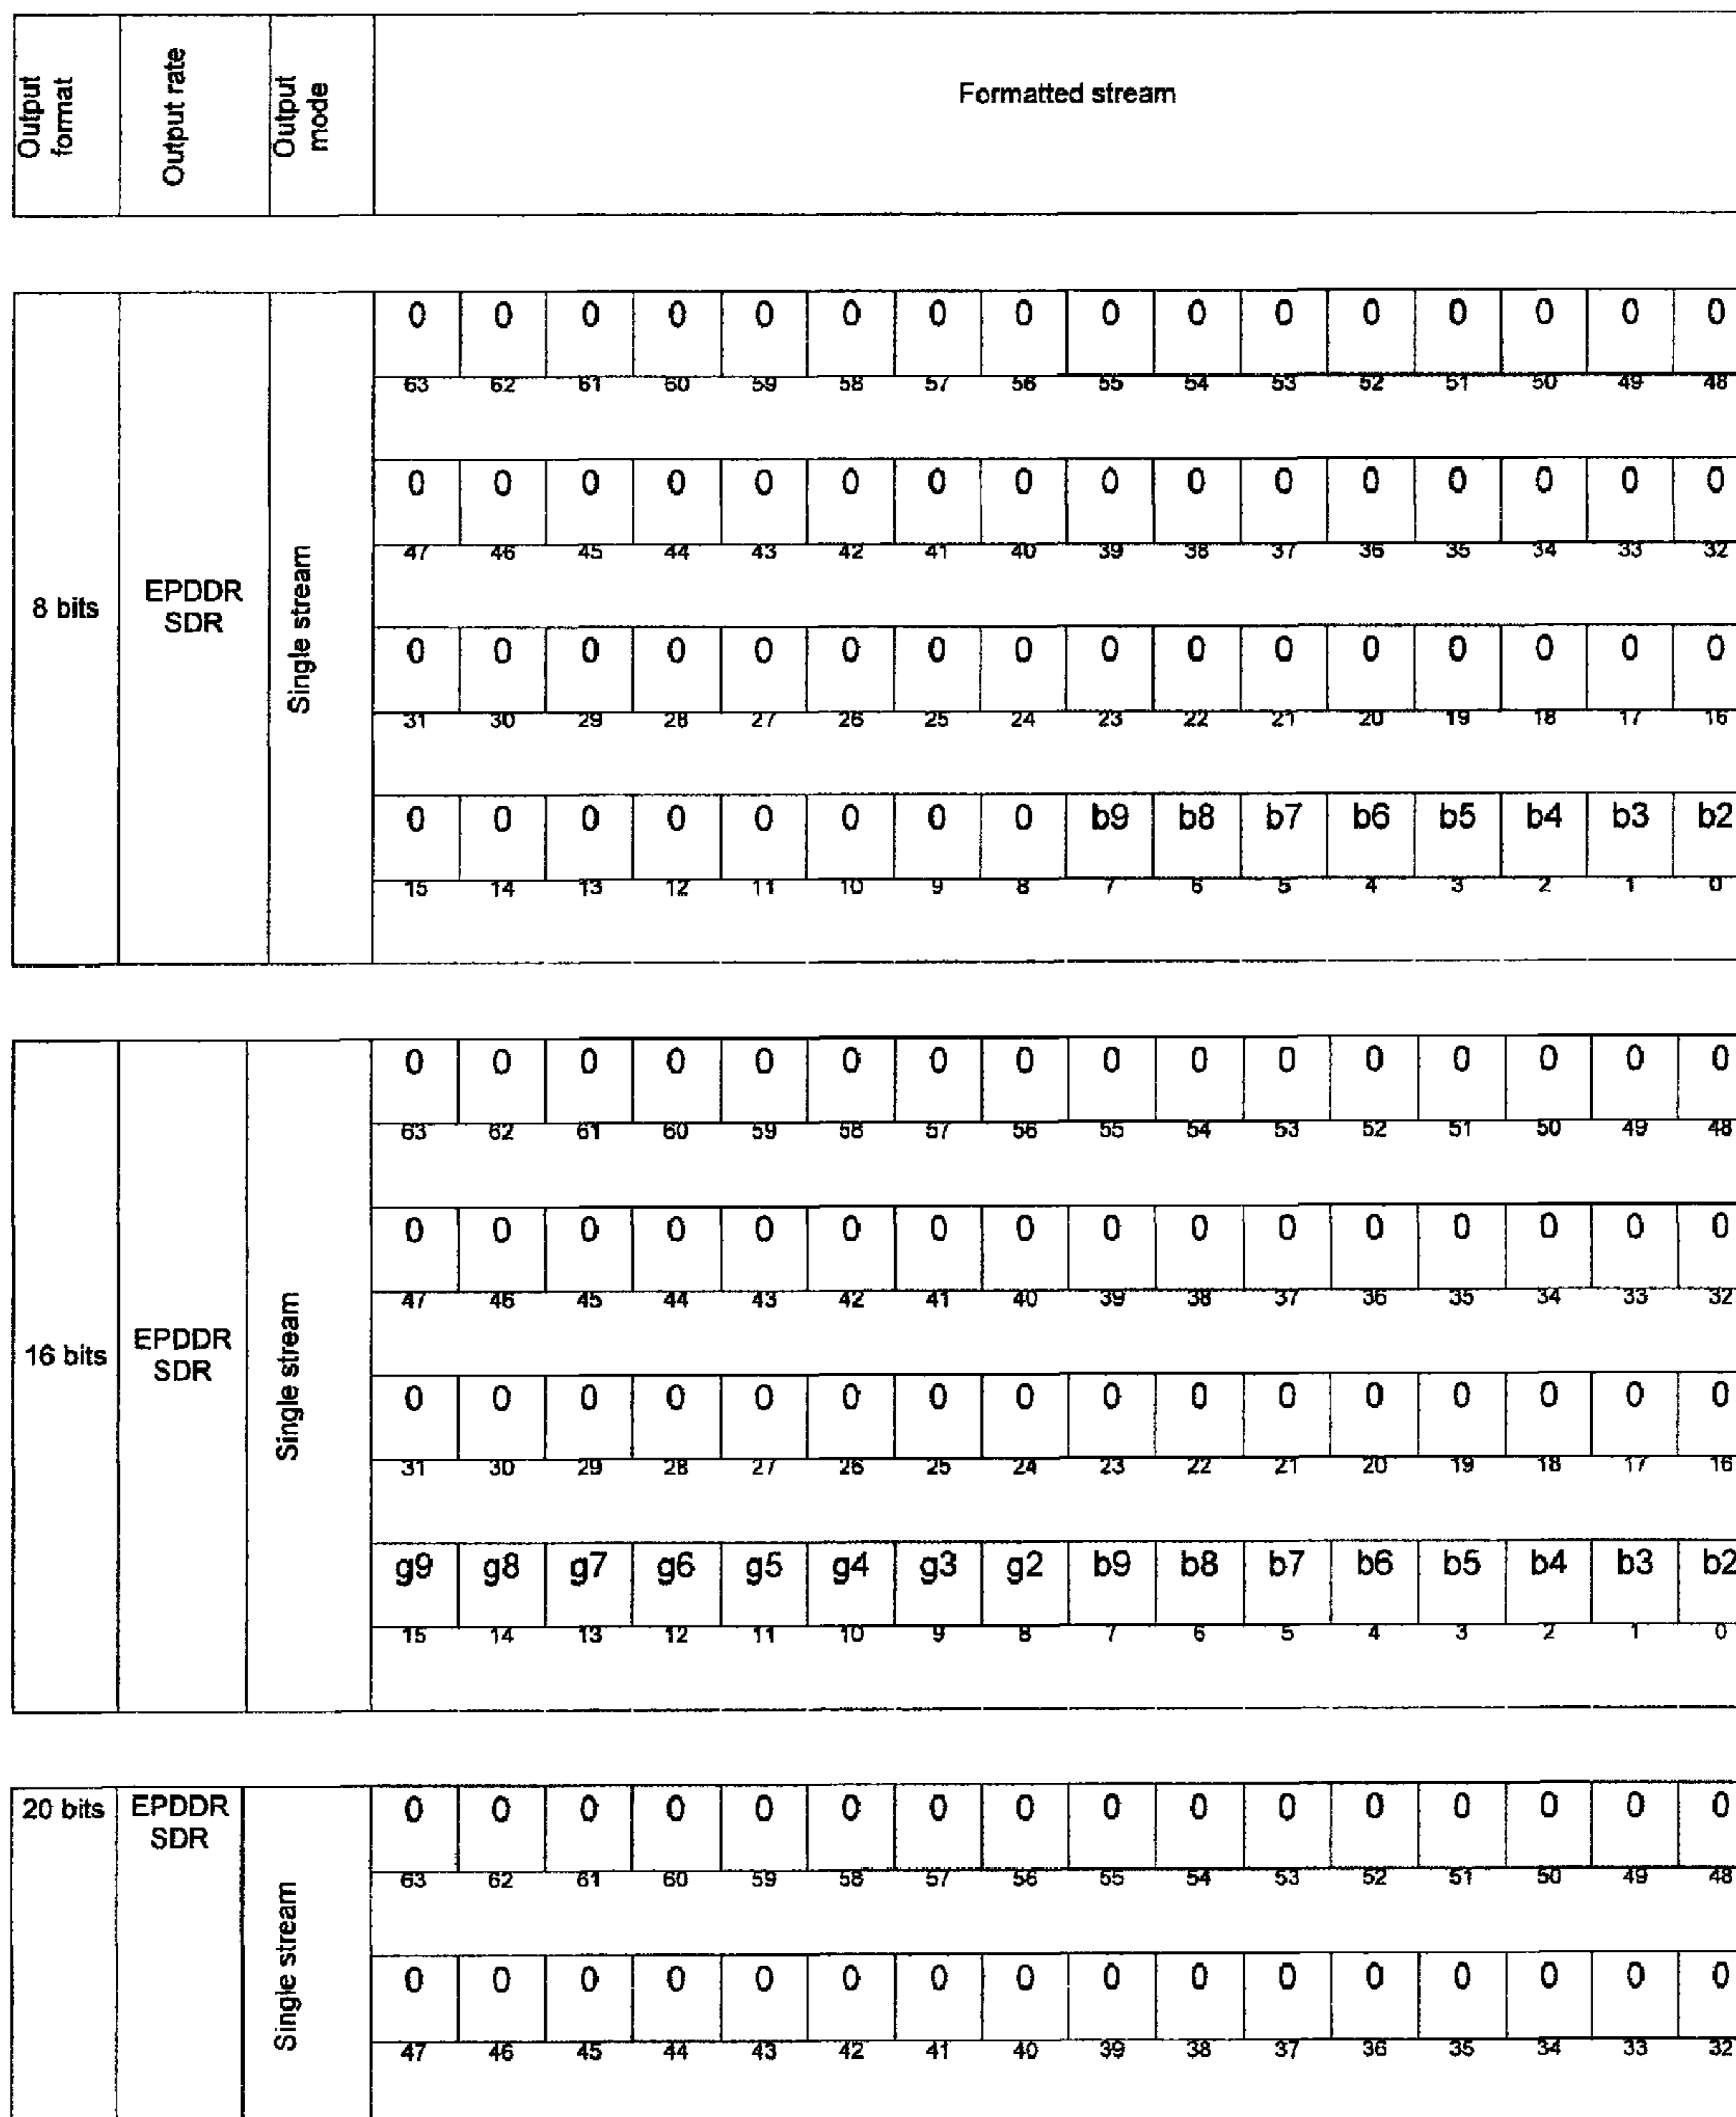 Output format
Output rate
Output mode
Formatted stream
8 bits
EPDDR
SDR
Single stream
0 0 0 0 0 0 0 0 0 0 0 0 0 0 0 0
63 62 61 60 59 58 57 56 55 54 53 52 51 50 49 48
0 0 0 0 0 0 0 0 0 0 0 0 0 0 0 0
47 46 45 44 43 42 41 40 39 38 37 36 35 34 33 32
0 0 0 0 0 0 0 0 0 0 0 0 0 0 0 0
31 30 29 28 27 26 25 24 23 22 21 20 19 18 17 16
0 0 0 0 0 0 0 0 b9 b8 b7 b6 b5 b4 b3 b2
15 14 13 12 11 10 9 8 7 6 5 4 3 2 1 0
16 bits
EPDDR
SDR
Single stream
0 0 0 0 0 0 0 0 0 0 0 0 0 0 0 0
63 62 61 60 59 58 57 56 55 54 53 52 51 50 49 48
0 0 0 0 0 0 0 0 0 0 0 0 0 0 0 0
47 46 45 44 43 42 41 40 39 38 37 36 35 34 33 32
0 0 0 0 0 0 0 0 0 0 0 0 0 0 0 0
31 30 29 28 27 26 25 24 23 22 21 20 19 18 17 16
g9 g8 g7 g6 g5 g4 g3 g2 b9 b8 b7 b6 b5 b4 b3 b2
15 14 13 12 11 10 9 8 7 6 5 4 3 2 1 0
20 bits
EPDDR
SDR
Single stream
0 0 0 0 0 0 0 0 0 0 0 0 0 0 0 0
63 62 61 60 59 58 57 56 55 54 53 52 51 50 49 48
0 0 0 0 0 0 0 0 0 0 0 0 0 0 0 0
47 46 45 44 43 42 41 40 39 38 37 36 35 34 33 32